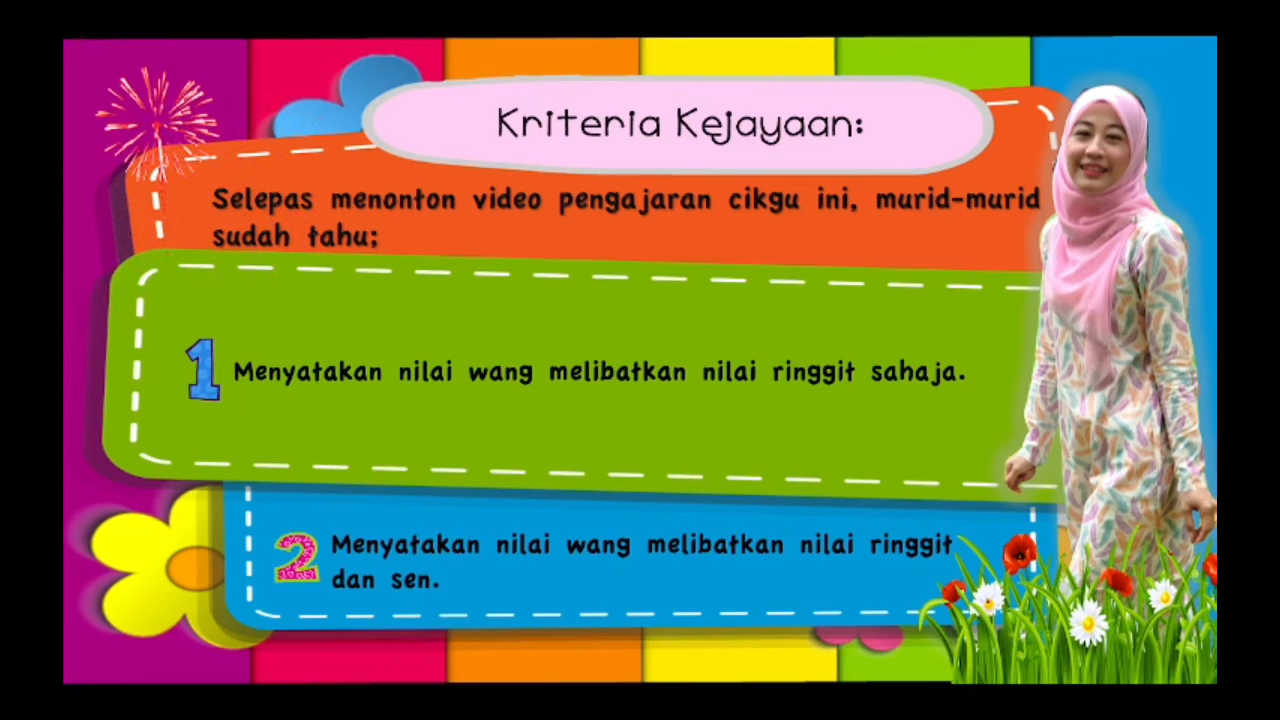 Kriteria Kejayaan:
Selepas menonton video pengajaran cikgu ini, murid-murid
sudah tahu;
1 Menyatakan nilai wang melibatkan nilai ringgit sahaja.
2 Menyatakan nilai wang melibatkan nilai ringgit
dan sen.